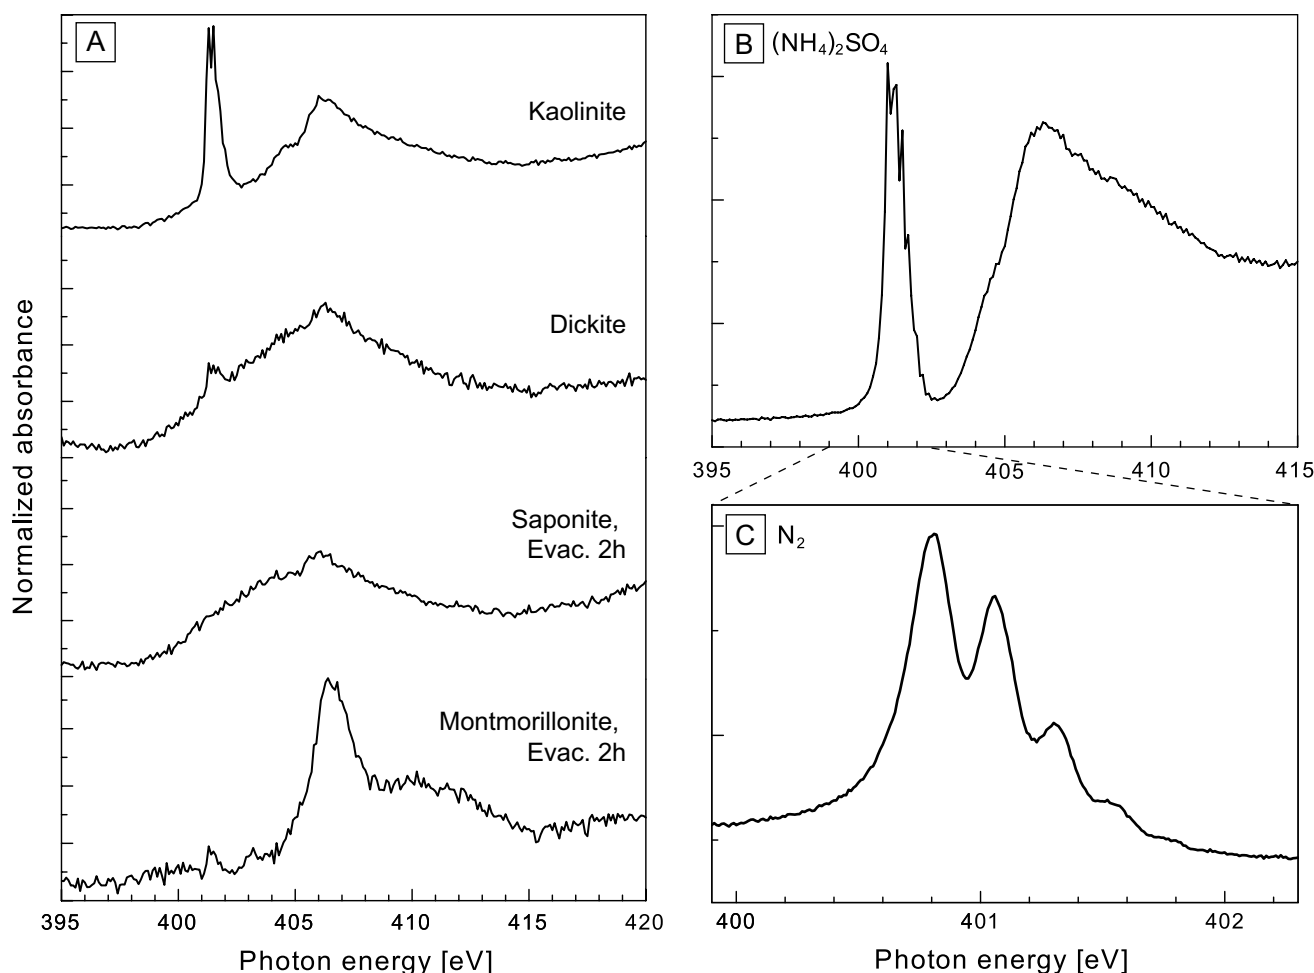 Normalized absorbance
A
Kaolinite
Dickite
Saponite,
Evac. 2h
Montmorillonite,
Evac. 2h
395 400 405 410 415 420
Photon energy [eV]
B (NH₄)₂SO₄
395 400 405 410 415
C N₂
400 401 402
Photon energy [eV]